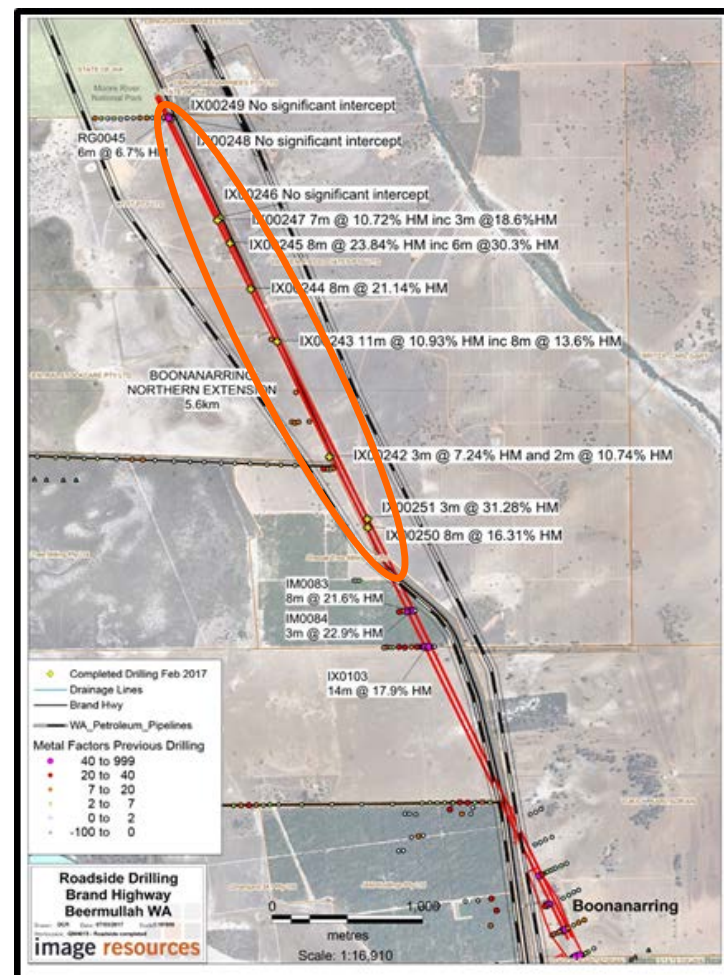 STATE OF WA
Moore River
National Park
IX00249 No significant intercept
RG0045
6m @ 6.7% HM
IX00248 No significant intercept
IX00246 No significant intercept
IX00247 7m @ 10.72% HM inc 3m @18.6%HM
IX00245 8m @ 23.84% HM inc 6m @30.3% HM
IX00244 8m @ 21.14% HM
IX00243 11m @ 10.93% HM inc 8m @ 13.6% HM
BOONANARRING
NORTHERN EXTENSION
5.6km
IX00242 3m @ 7.24% HM and 2m @ 10.74% HM
IX00251 3m @ 31.28% HM
IX00250 8m @ 16.31% HM
IM0083
8m @ 21.6% HM
IM0084
3m @ 22.9% HM
IX0103
14m @ 17.9% HM
Completed Drilling Feb 2017
Drainage Lines
Brand Hwy
WA_Petroleum_Pipelines
Metal Factors Previous Drilling
40 to 999
20 to 40
7 to 20
2 to 7
0 to 2
-100 to 0
Roadside Drilling
Brand Highway
Beermullah WA
image resources
Boonanarring
0 1,000
metres
Scale: 1:16,910